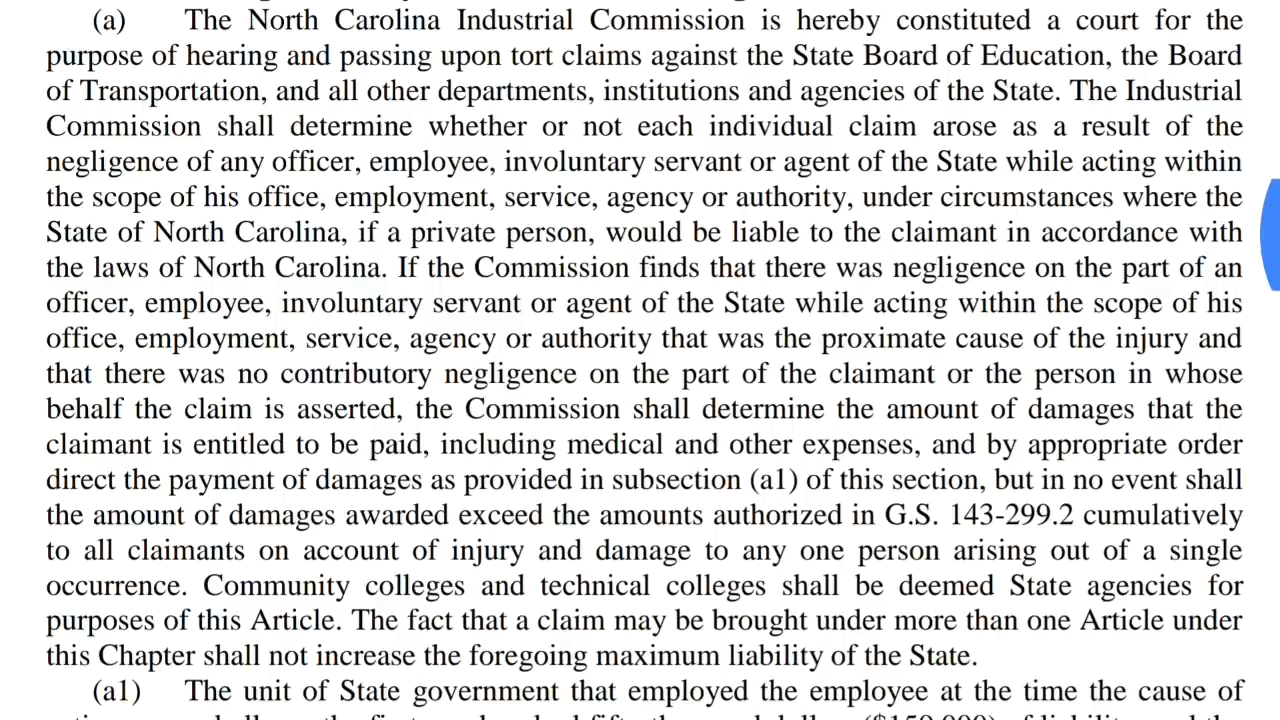 (a) The North Carolina Industrial Commission is hereby constituted a court for the
purpose of hearing and passing upon tort claims against the State Board of Education, the Board
of Transportation, and all other departments, institutions and agencies of the State. The Industrial
Commission shall determine whether or not each individual claim arose as a result of the
negligence of any officer, employee, involuntary servant or agent of the State while acting within
the scope of his office, employment, service, agency or authority, under circumstances where the
State of North Carolina, if a private person, would be liable to the claimant in accordance with
the laws of North Carolina. If the Commission finds that there was negligence on the part of an
officer, employee, involuntary servant or agent of the State while acting within the scope of his
office, employment, service, agency or authority that was the proximate cause of the injury and
that there was no contributory negligence on the part of the claimant or the person in whose
behalf the claim is asserted, the Commission shall determine the amount of damages that the
claimant is entitled to be paid, including medical and other expenses, and by appropriate order
direct the payment of damages as provided in subsection (a1) of this section, but in no event shall
the amount of damages awarded exceed the amounts authorized in G.S. 143-299.2 cumulatively
to all claimants on account of injury and damage to any one person arising out of a single
occurrence. Community colleges and technical colleges shall be deemed State agencies for
purposes of this Article. The fact that a claim may be brought under more than one Article under
this Chapter shall not increase the foregoing maximum liability of the State.
(a1) The unit of State government that employed the employee at the time the cause of